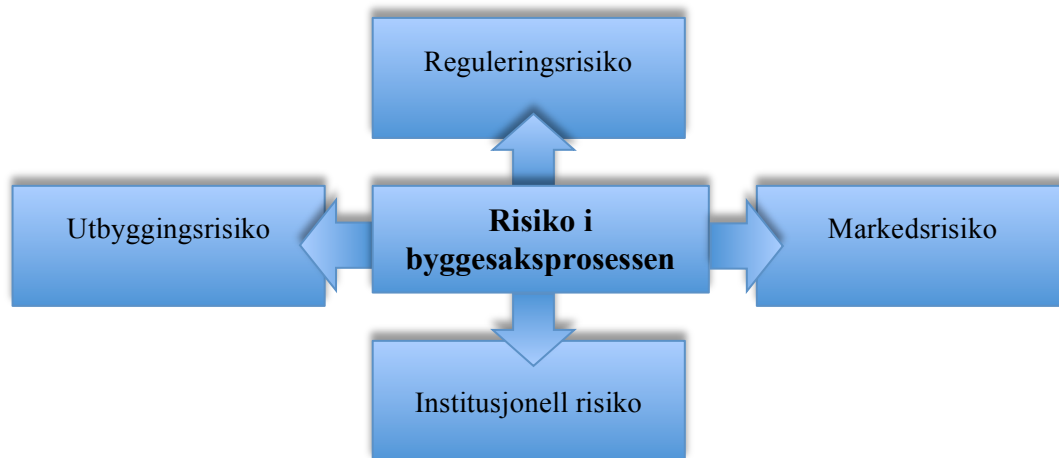 Reguleringsrisiko
Utbyggingsrisiko
Risiko i
byggesaksprosessen
Markedsrisiko
Institusjonell risiko